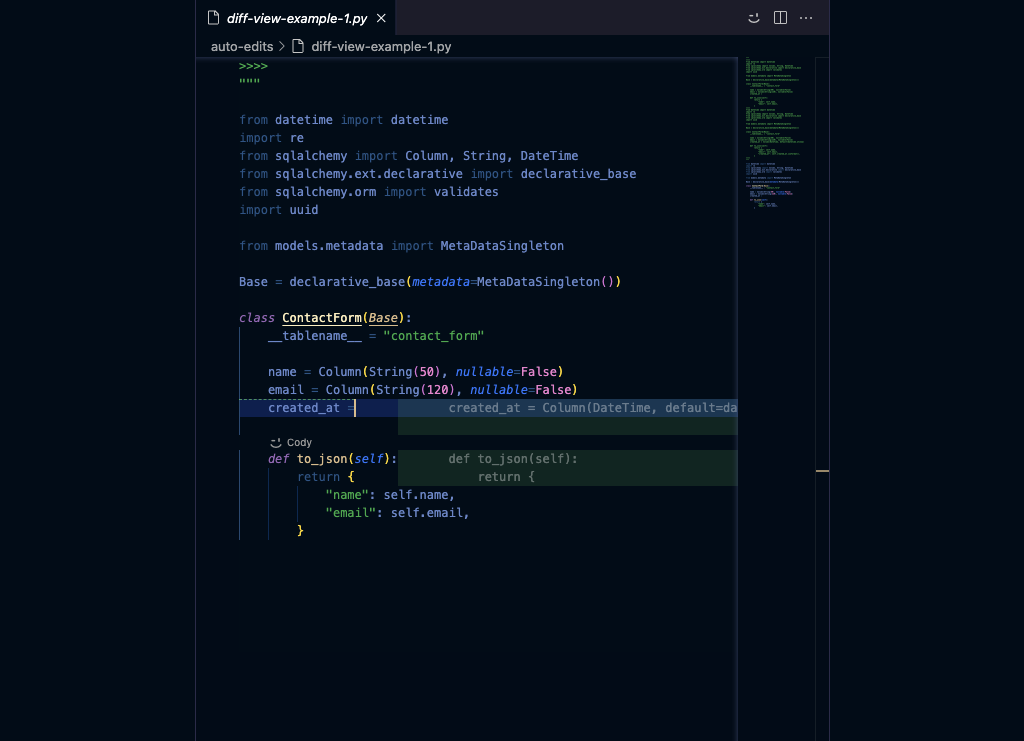 diff-view-example-1.py
auto-edits > diff-view-example-1.py
>>>>
"""
from datetime import datetime
import re
from sqlalchemy import Column, String, DateTime
from sqlalchemy.ext.declarative import declarative_base
from sqlalchemy.orm import validates
import uuid
from models.metadata import MetaDataSingleton
Base = declarative_base(metadata=MetaDataSingleton())
class ContactForm(Base):
__tablename__ = "contact_form"
name = Column(String(50), nullable=False)
email = Column(String(120), nullable=False)
created_at = created_at = Column(DateTime, default=da
Cody
def to_json(self): def to_json(self):
return { return {
"name": self.name,
"email": self.email,
}